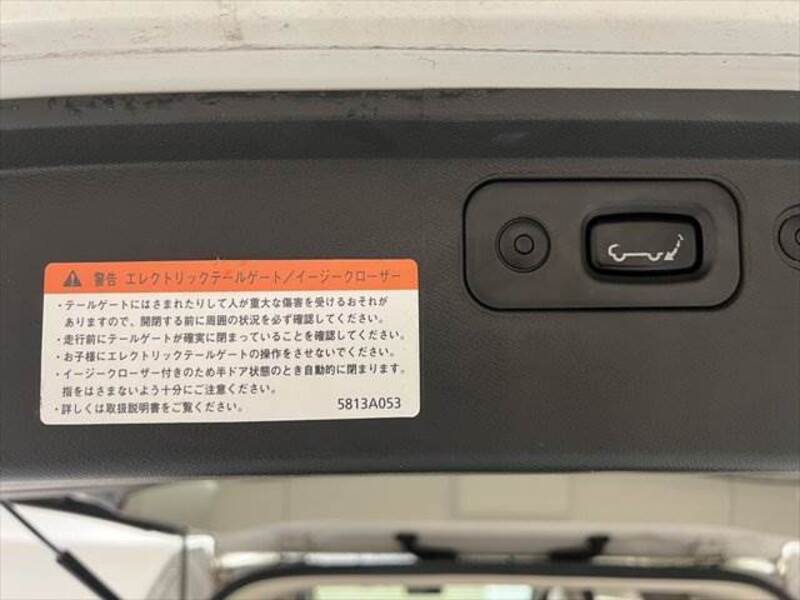 警告 エレクトリックテールゲート/イージークローザー
・テールゲートにはさまれたりして人が重大な傷害を受けるおそれが
ありますので、開閉する前に周囲の状況を必ず確認してください。
・走行前にテールゲートが確実に閉まっていることを確認してください。
・お子様にエレクトリックテールゲートの操作をさせないでください。
・イージークローザー付きのため半ドア状態のとき自動的に閉まります。
指をはさまないよう十分にご注意ください。
・詳しくは取扱説明書をご覧ください。
5813A053